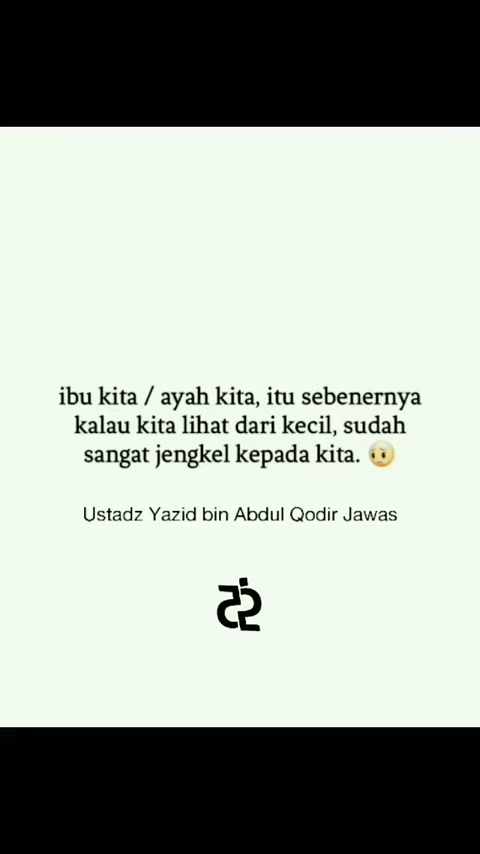 ibu kita / ayah kita, itu sebenernya
kalau kita lihat dari kecil, sudah
sangat jengkel kepada kita. 😔
Ustadz Yazid bin Abdul Qodir Jawas